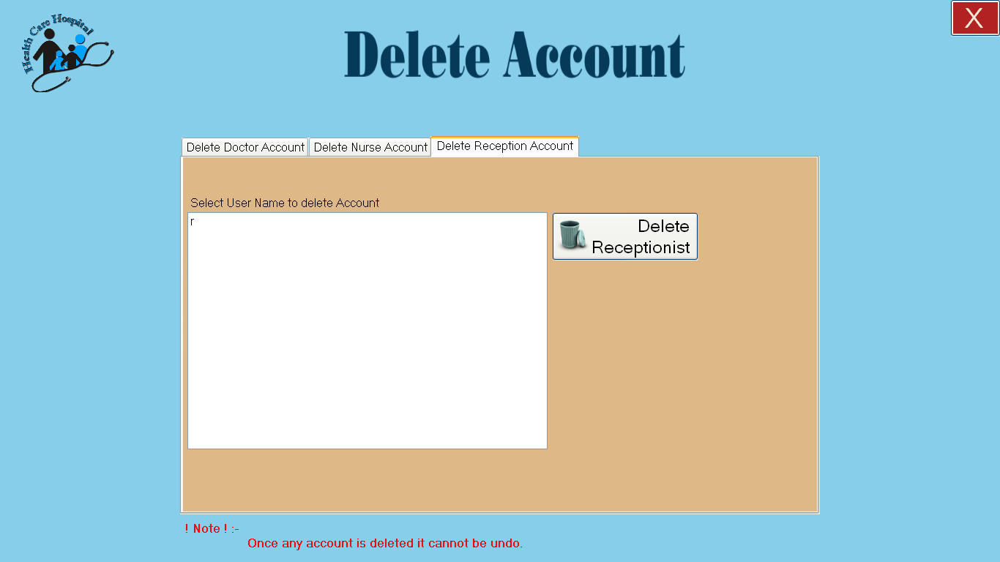 Health Care Hospital
X
Delete Account
Delete Doctor Account
Delete Nurse Account
Delete Reception Account
Select User Name to delete Account
r
Delete
Receptionist
! Note ! :-
Once any account is deleted it cannot be undo.